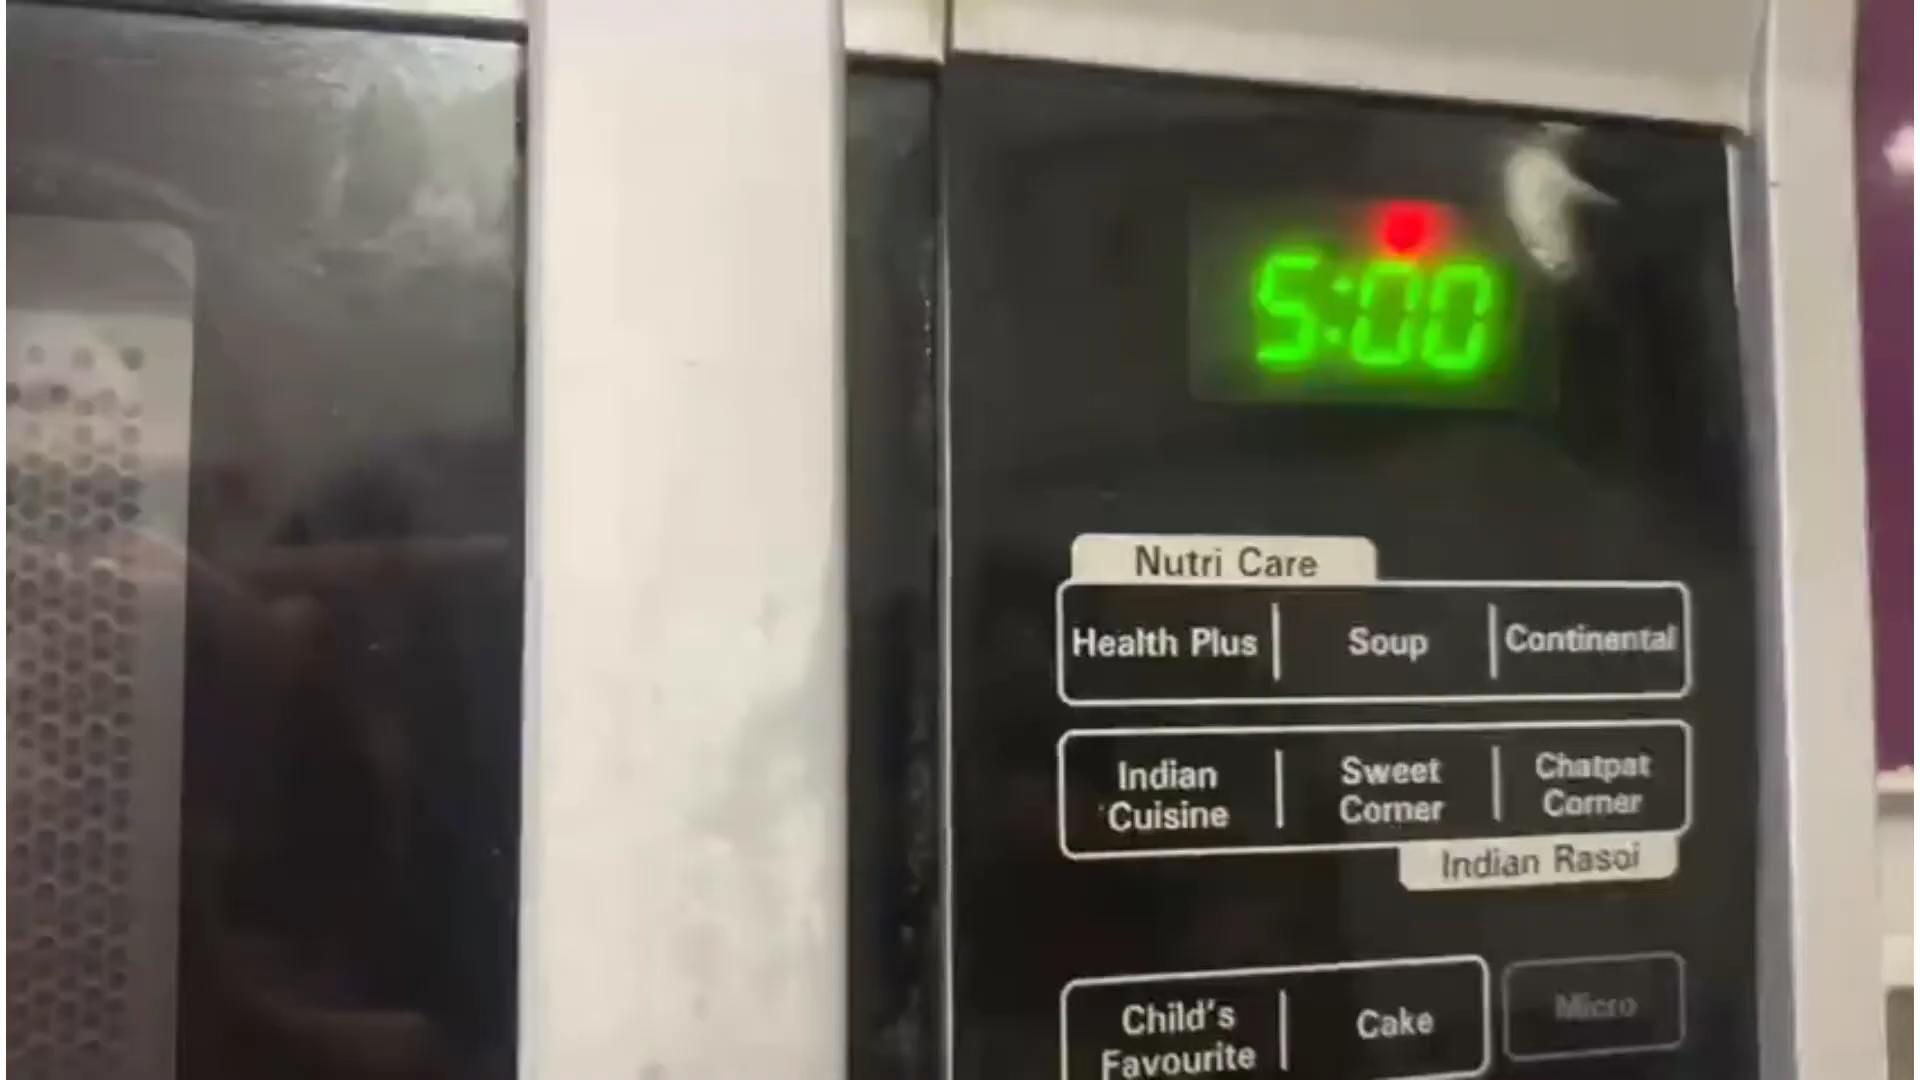 5:00
Nutri Care
Health Plus
Soup
Continental
Indian
Cuisine
Sweet
Corner
Chatpat
Corner
Indian Rasoi
Child's
Favourite
Cake
Micro